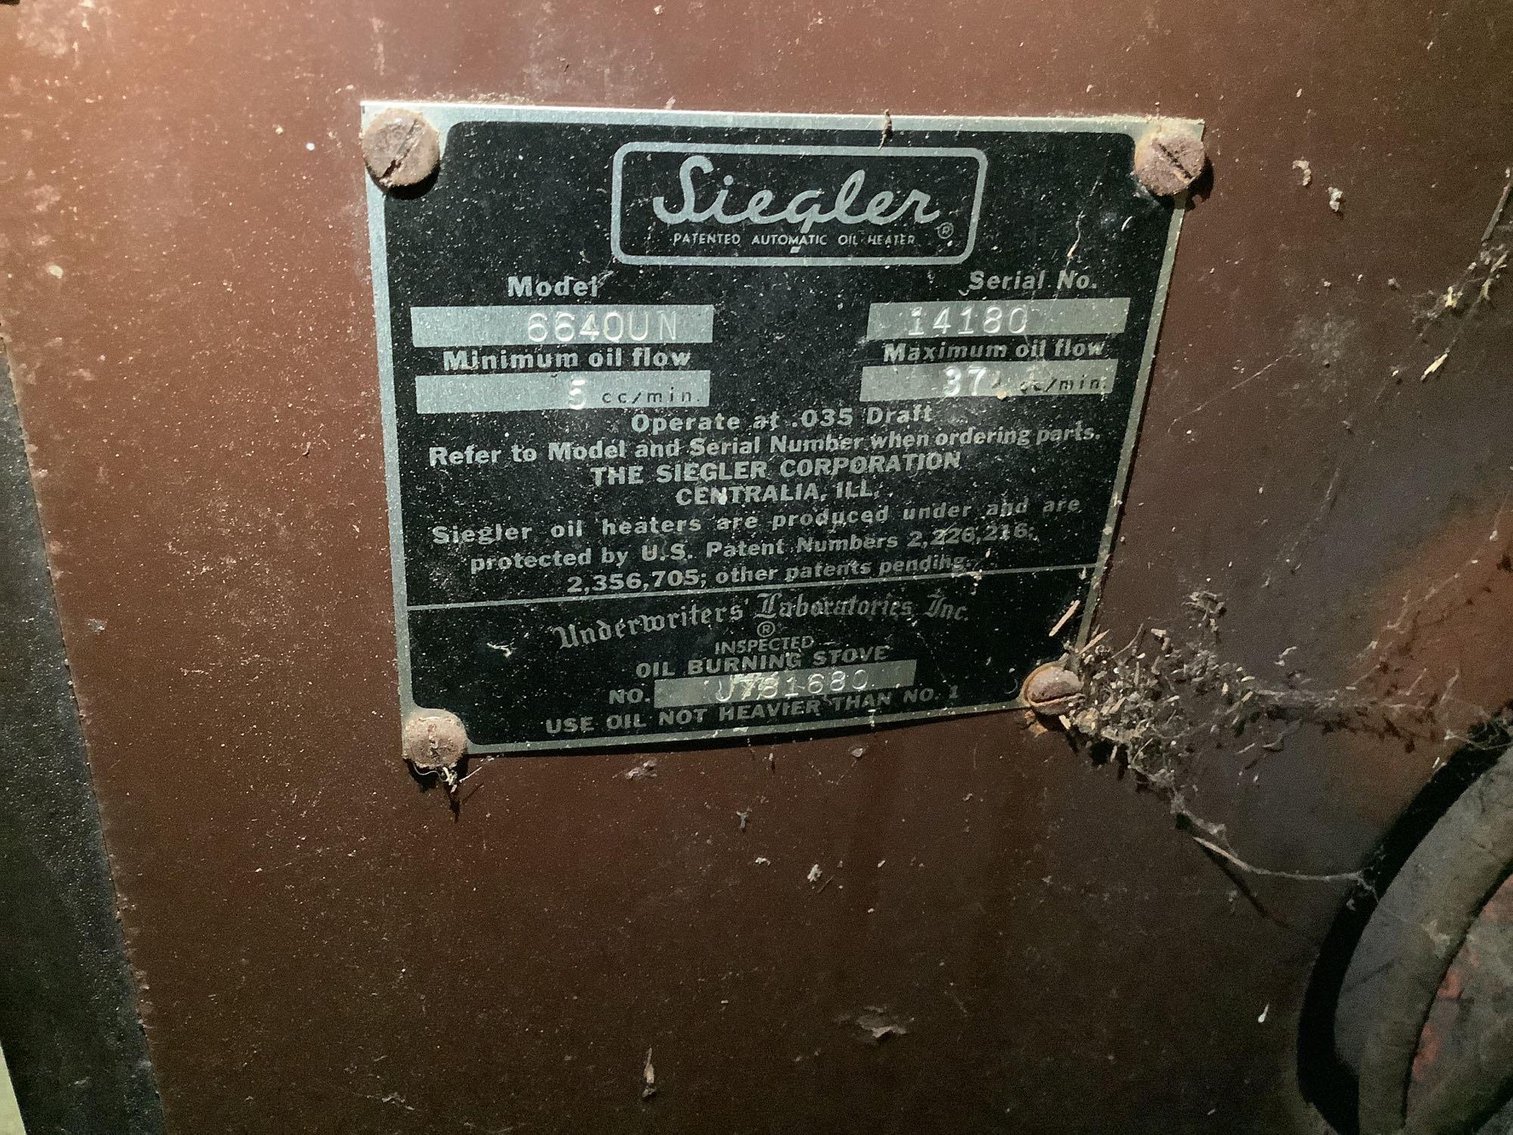 Siegler ®
PATENTED AUTOMATIC OIL HEATER
Model Serial No.
6640UN 14180
Minimum oil flow Maximum oil flow
5 cc/min. cc/min.
Operate at .035 Draft
Refer to Model and Serial Number when ordering parts.
THE SIEGLER CORPORATION
CENTRALIA, ILL.
Siegler oil heaters are produced under and are
protected by U.S. Patent Numbers 2,226,216;
2,356,705; other patents pending.
Underwriters' Laboratories Inc.
®
INSPECTED
OIL BURNING STOVE
NO.
USE OIL NOT HEAVIER THAN NO. 1